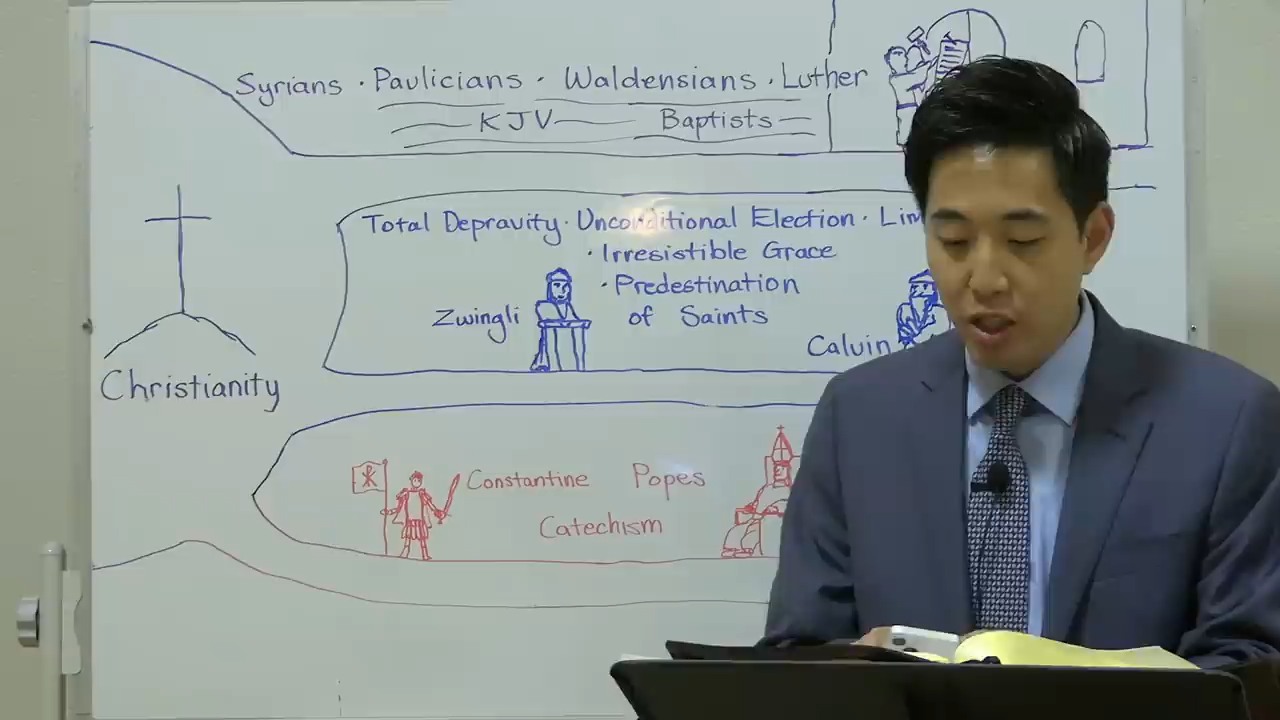 Syrians · Paulicians · Waldensians · Luther
KJV Baptists
Total Depravity · Unconditional Election · Lim
· Irresistible Grace
· Predestination
Zwingli of Saints
Calvin
Christianity
Constantine Popes
Catechism